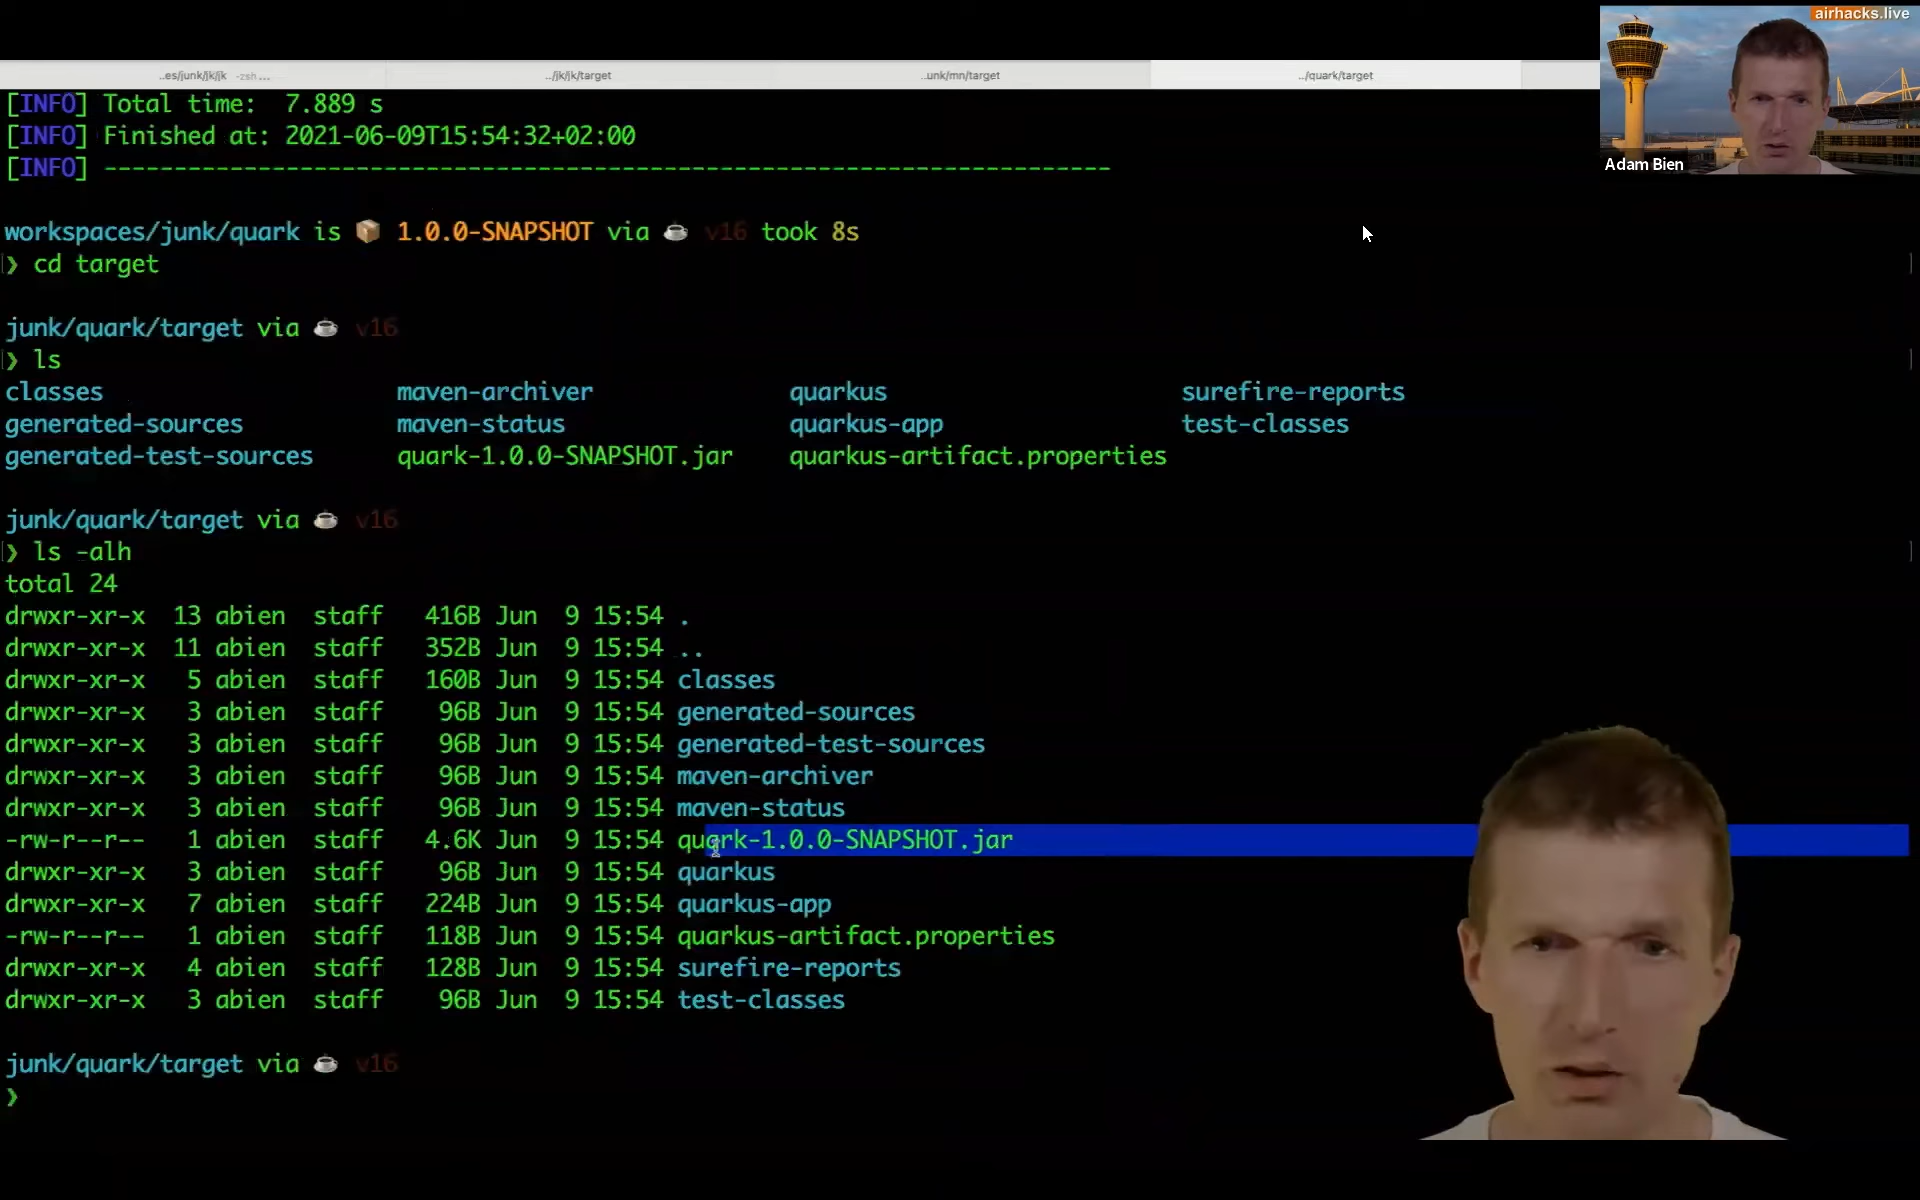 airhacks.live
Adam Bien
..es/junk/jk/jk -zsh... ../jk/jk/target ..unk/mn/target ../quark/target
[INFO] Total time:  7.889 s
[INFO] Finished at: 2021-06-09T15:54:32+02:00
[INFO] ------------------------------------------------------------------------
workspaces/junk/quark is 📦 1.0.0-SNAPSHOT via ☕ v16 took 8s
❯ cd target
junk/quark/target via ☕ v16
❯ ls
classes maven-archiver quarkus surefire-reports
generated-sources maven-status quarkus-app test-classes
generated-test-sources quark-1.0.0-SNAPSHOT.jar quarkus-artifact.properties
junk/quark/target via ☕ v16
❯ ls -alh
total 24
drwxr-xr-x  13 abien  staff   416B Jun  9 15:54 .
drwxr-xr-x  11 abien  staff   352B Jun  9 15:54 ..
drwxr-xr-x   5 abien  staff   160B Jun  9 15:54 classes
drwxr-xr-x   3 abien  staff    96B Jun  9 15:54 generated-sources
drwxr-xr-x   3 abien  staff    96B Jun  9 15:54 generated-test-sources
drwxr-xr-x   3 abien  staff    96B Jun  9 15:54 maven-archiver
drwxr-xr-x   3 abien  staff    96B Jun  9 15:54 maven-status
-rw-r--r--   1 abien  staff   4.6K Jun  9 15:54 quark-1.0.0-SNAPSHOT.jar
drwxr-xr-x   3 abien  staff    96B Jun  9 15:54 quarkus
drwxr-xr-x   7 abien  staff   224B Jun  9 15:54 quarkus-app
-rw-r--r--   1 abien  staff   118B Jun  9 15:54 quarkus-artifact.properties
drwxr-xr-x   4 abien  staff   128B Jun  9 15:54 surefire-reports
drwxr-xr-x   3 abien  staff    96B Jun  9 15:54 test-classes
junk/quark/target via ☕ v16
❯